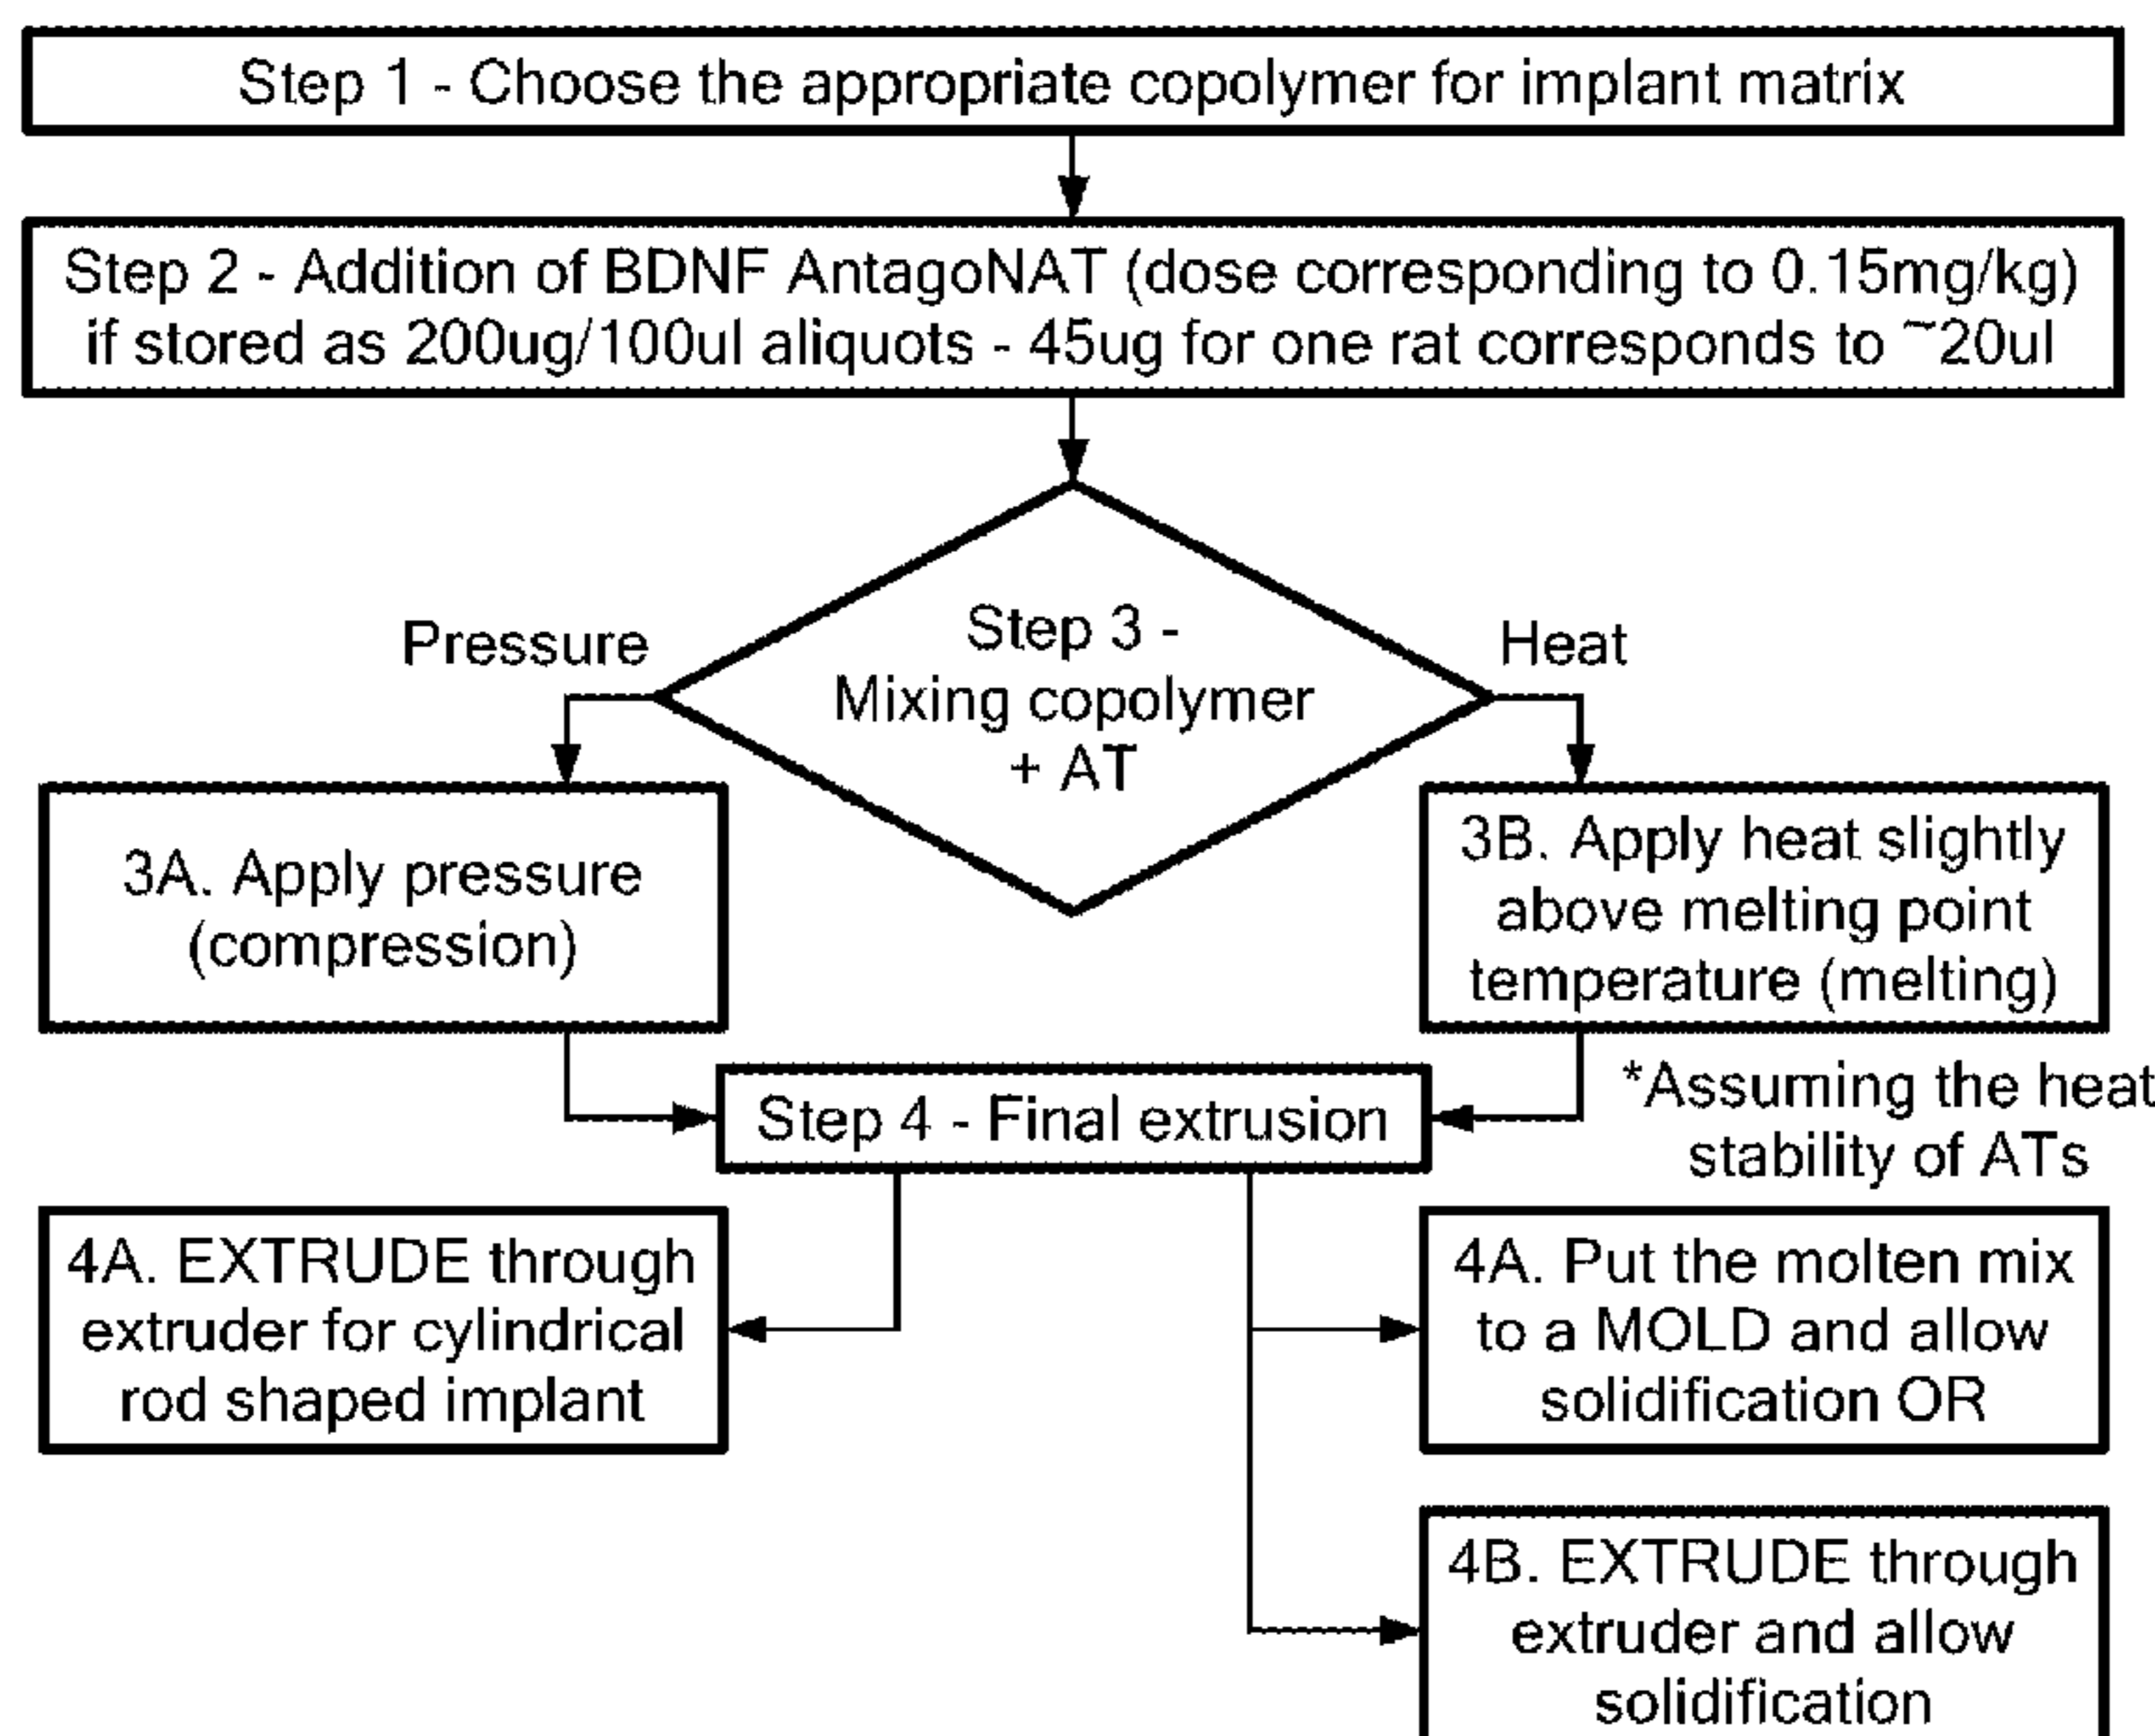 Step 1 - Choose the appropriate copolymer for implant matrix
Step 2 - Addition of BDNF AntagoNAT (dose corresponding to 0.15mg/kg)
if stored as 200ug/100ul aliquots - 45ug for one rat corresponds to ~20ul
Pressure
Step 3 -
Mixing copolymer
+ AT
Heat
3A. Apply pressure
(compression)
3B. Apply heat slightly
above melting point
temperature (melting)
Step 4 - Final extrusion
*Assuming the heat
stability of ATs
4A. EXTRUDE through
extruder for cylindrical
rod shaped implant
4A. Put the molten mix
to a MOLD and allow
solidification OR
4B. EXTRUDE through
extruder and allow
solidification